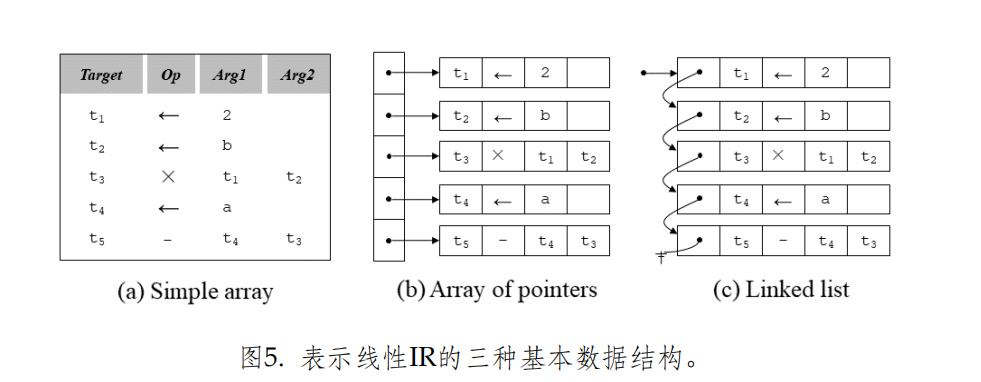 Target Op Arg1 Arg2
t₁ ← 2
t₂ ← b
t₃ × t₁ t₂
t₄ ← a
t₅ – t₄ t₃
(a) Simple array
t₁ ← 2
t₂ ← b
t₃ × t₁ t₂
t₄ ← a
t₅ – t₄ t₃
(b) Array of pointers
t₁ ← 2
t₂ ← b
t₃ × t₁ t₂
t₄ ← a
t₅ – t₄ t₃
(c) Linked list
图5. 表示线性IR的三种基本数据结构。